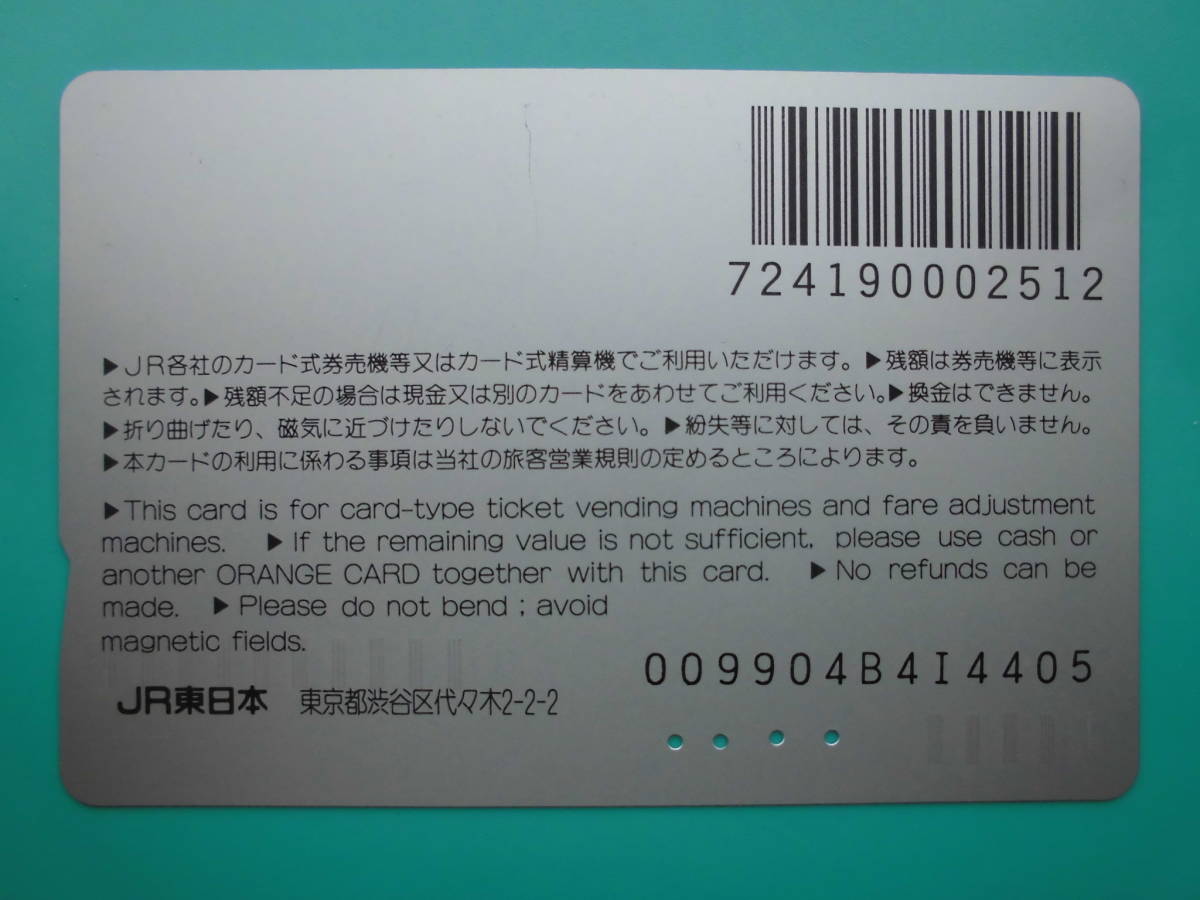 724190002512
▶JR各社のカード式券売機等又はカード式精算機でご利用いただけます。▶残額は券売機等に表示
されます。▶残額不足の場合は現金又は別のカードをあわせてご利用ください。▶換金はできません。
▶折り曲げたり、磁気に近づけたりしないでください。▶紛失等に対しては、その責を負いません。
▶本カードの利用に係わる事項は当社の旅客営業規則の定めるところによります。
▶This card is for card-type ticket vending machines and fare adjustment
machines. ▶If the remaining value is not sufficient, please use cash or
another ORANGE CARD together with this card. ▶No refunds can be
made. ▶Please do not bend ; avoid
magnetic fields.
009904B4I4405
JR東日本 東京都渋谷区代々木2-2-2